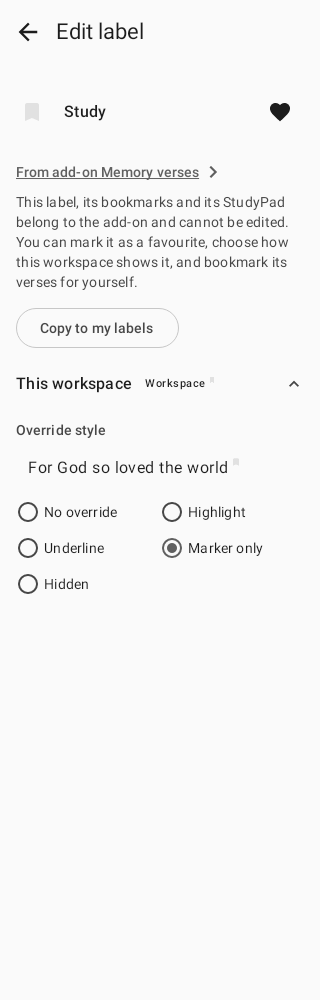 Edit label
Study
From add-on Memory verses
This label, its bookmarks and its StudyPad
belong to the add-on and cannot be edited.
You can mark it as a favourite, choose how
this workspace shows it, and bookmark its
verses for yourself.
Copy to my labels
This workspace Workspace
Override style
For God so loved the world
No override Highlight
Underline Marker only
Hidden